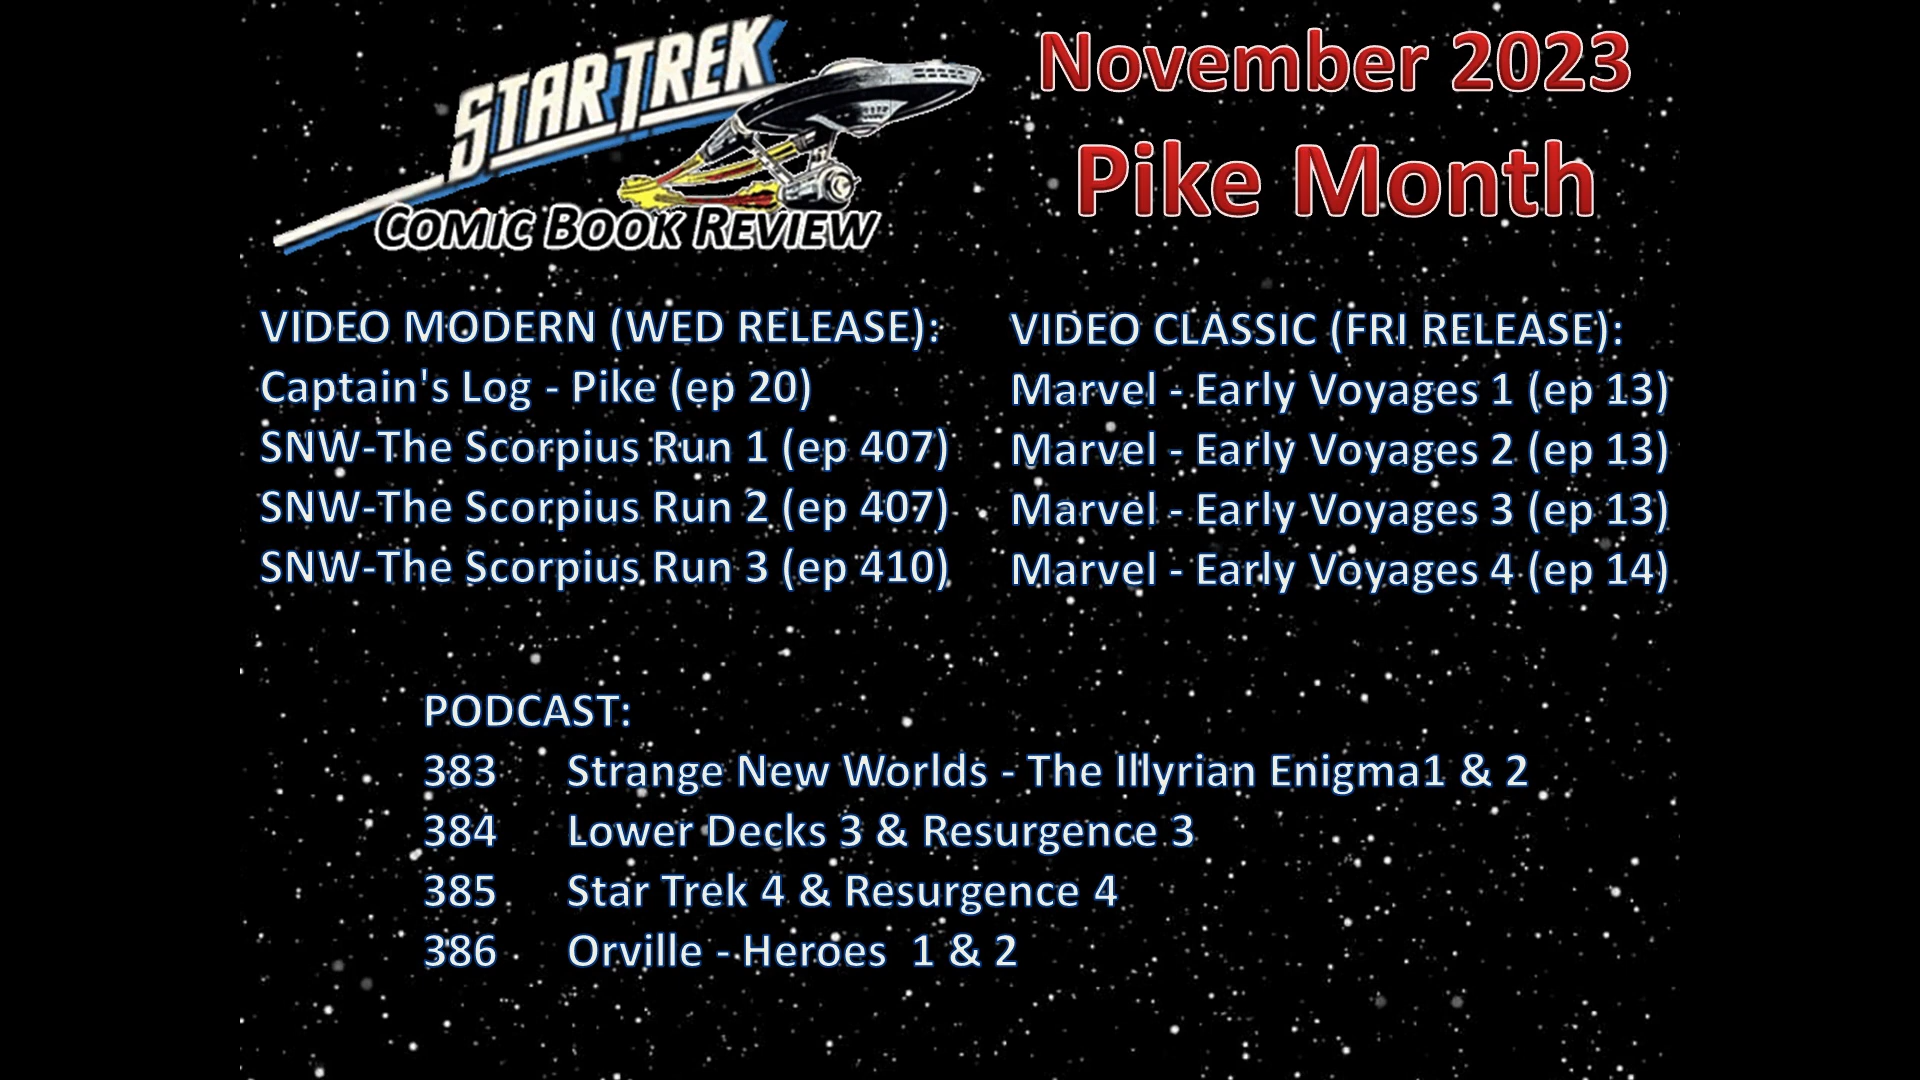 STAR TREK
COMIC BOOK REVIEW
November 2023
Pike Month
VIDEO MODERN (WED RELEASE):
Captain's Log - Pike (ep 20)
SNW-The Scorpius Run 1 (ep 407)
SNW-The Scorpius Run 2 (ep 407)
SNW-The Scorpius Run 3 (ep 410)
VIDEO CLASSIC (FRI RELEASE):
Marvel - Early Voyages 1 (ep 13)
Marvel - Early Voyages 2 (ep 13)
Marvel - Early Voyages 3 (ep 13)
Marvel - Early Voyages 4 (ep 14)
PODCAST:
383 Strange New Worlds - The Illyrian Enigma1 & 2
384 Lower Decks 3 & Resurgence 3
385 Star Trek 4 & Resurgence 4
386 Orville - Heroes 1 & 2